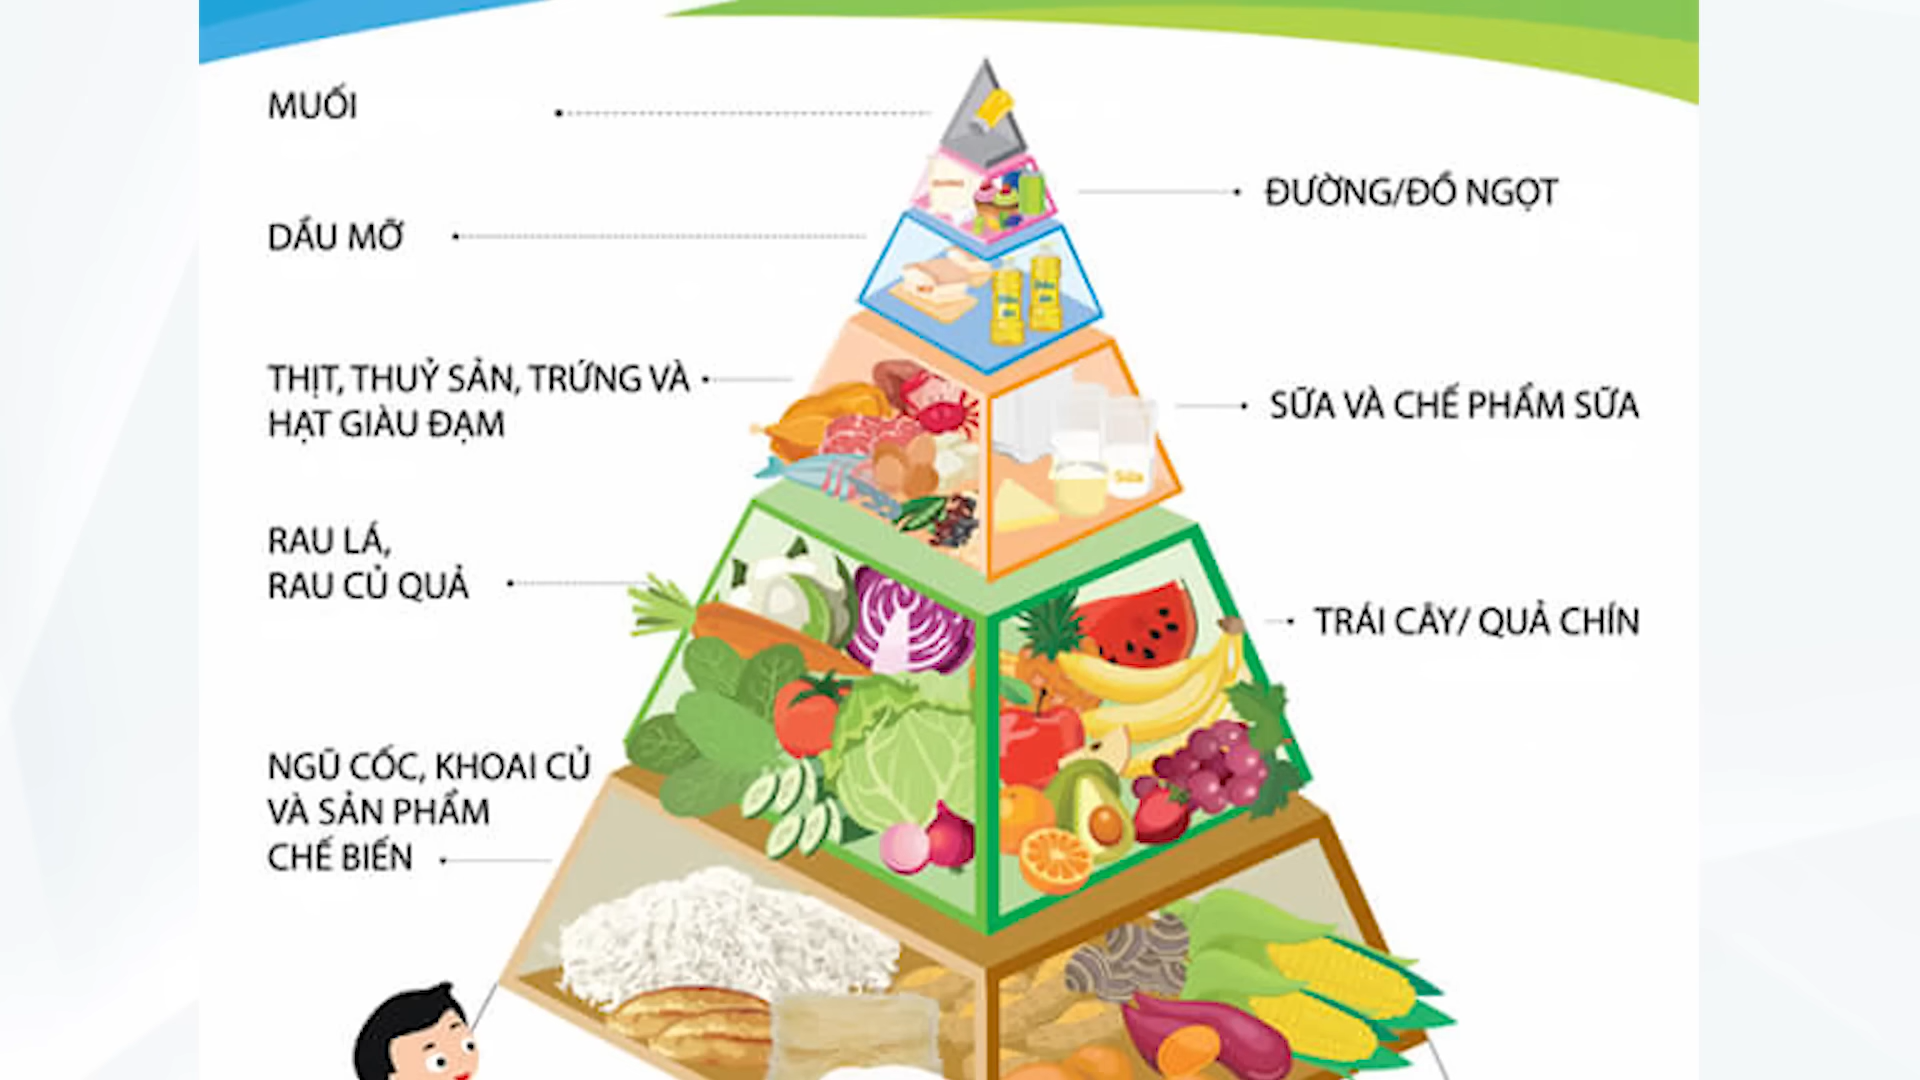 MUỐI
ĐƯỜNG/ĐỒ NGỌT
DẦU MỠ
THỊT, THUỶ SẢN, TRỨNG VÀ
HẠT GIÀU ĐẠM
SỮA VÀ CHẾ PHẨM SỮA
Sữa
RAU LÁ,
RAU CỦ QUẢ
TRÁI CÂY/ QUẢ CHÍN
NGŨ CỐC, KHOAI CỦ
VÀ SẢN PHẨM
CHẾ BIẾN